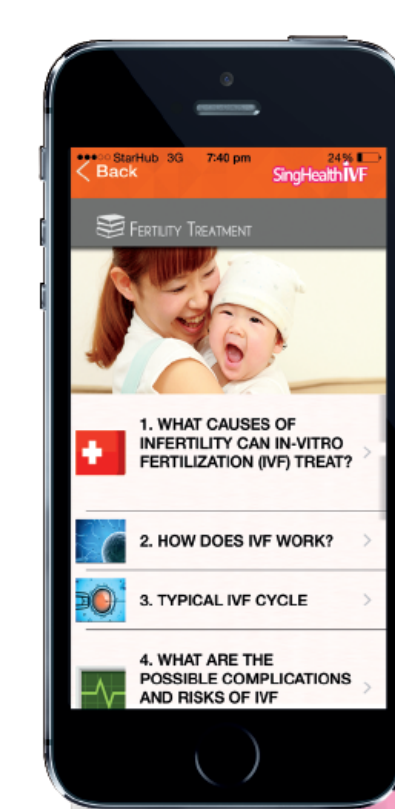 StarHub 3G 7:40 pm 24%
Back SingHealth IVF
FERTILITY TREATMENT
1. WHAT CAUSES OF
INFERTILITY CAN IN-VITRO
FERTILIZATION (IVF) TREAT?
2. HOW DOES IVF WORK?
3. TYPICAL IVF CYCLE
4. WHAT ARE THE
POSSIBLE COMPLICATIONS
AND RISKS OF IVF